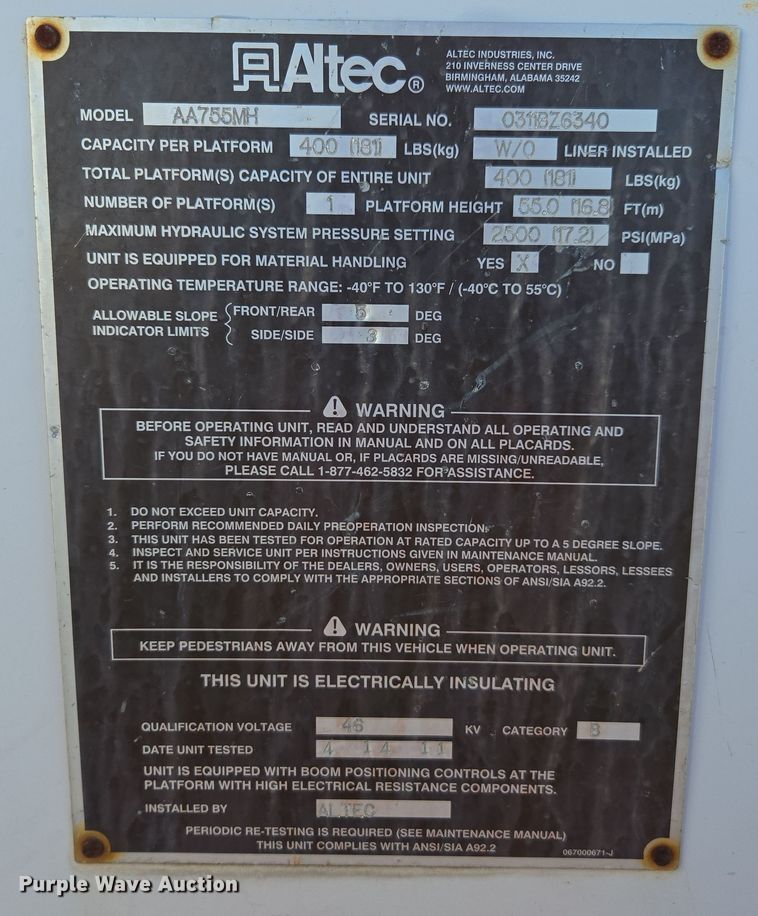 Altec®
ALTEC INDUSTRIES, INC.
210 INVERNESS CENTER DRIVE
BIRMINGHAM, ALABAMA 35242
WWW.ALTEC.COM
MODEL AA755MH SERIAL NO. 0311BZ6340
CAPACITY PER PLATFORM 400 (181) LBS(kg) W/O LINER INSTALLED
TOTAL PLATFORM(S) CAPACITY OF ENTIRE UNIT 400 (181) LBS(kg)
NUMBER OF PLATFORM(S) 1 PLATFORM HEIGHT 55.0 (16.8) FT(m)
MAXIMUM HYDRAULIC SYSTEM PRESSURE SETTING 2500 (17.2) PSI(MPa)
UNIT IS EQUIPPED FOR MATERIAL HANDLING YES X NO
OPERATING TEMPERATURE RANGE: -40°F TO 130°F / (-40°C TO 55°C)
ALLOWABLE SLOPE INDICATOR LIMITS
FRONT/REAR 5 DEG
SIDE/SIDE 3 DEG
WARNING
BEFORE OPERATING UNIT, READ AND UNDERSTAND ALL OPERATING AND
SAFETY INFORMATION IN MANUAL AND ON ALL PLACARDS.
IF YOU DO NOT HAVE MANUAL OR, IF PLACARDS ARE MISSING/UNREADABLE,
PLEASE CALL 1-877-462-5832 FOR ASSISTANCE.
1. DO NOT EXCEED UNIT CAPACITY.
2. PERFORM RECOMMENDED DAILY PREOPERATION INSPECTION.
3. THIS UNIT HAS BEEN TESTED FOR OPERATION AT RATED CAPACITY UP TO A 5 DEGREE SLOPE.
4. INSPECT AND SERVICE UNIT PER INSTRUCTIONS GIVEN IN MAINTENANCE MANUAL.
5. IT IS THE RESPONSIBILITY OF THE DEALERS, OWNERS, USERS, OPERATORS, LESSORS, LESSEES
AND INSTALLERS TO COMPLY WITH THE APPROPRIATE SECTIONS OF ANSI/SIA A92.2.
WARNING
KEEP PEDESTRIANS AWAY FROM THIS VEHICLE WHEN OPERATING UNIT.
THIS UNIT IS ELECTRICALLY INSULATING
QUALIFICATION VOLTAGE 46 KV CATEGORY B
DATE UNIT TESTED 4 14 11
UNIT IS EQUIPPED WITH BOOM POSITIONING CONTROLS AT THE
PLATFORM WITH HIGH ELECTRICAL RESISTANCE COMPONENTS.
INSTALLED BY ALTEC
PERIODIC RE-TESTING IS REQUIRED (SEE MAINTENANCE MANUAL)
THIS UNIT COMPLIES WITH ANSI/SIA A92.2
067000671-J
Purple Wave Auction